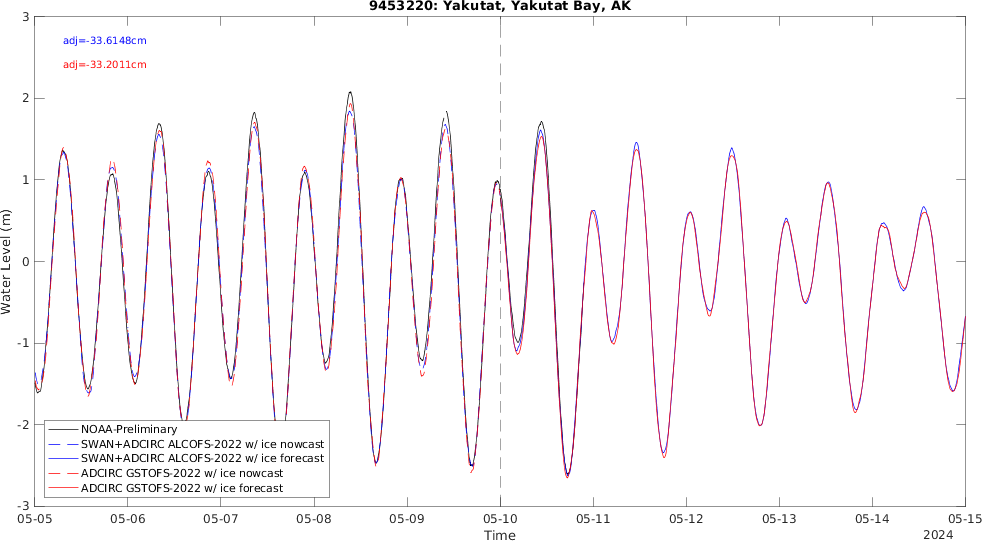 9453220: Yakutat, Yakutat Bay, AK
adj=-33.6148cm
adj=-33.2011cm
Water Level (m)
3
2
1
0
-1
-2
-3
NOAA-Preliminary
SWAN+ADCIRC ALCOFS-2022 w/ ice nowcast
SWAN+ADCIRC ALCOFS-2022 w/ ice forecast
ADCIRC GSTOFS-2022 w/ ice nowcast
ADCIRC GSTOFS-2022 w/ ice forecast
05-05 05-06 05-07 05-08 05-09 05-10 05-11 05-12 05-13 05-14 05-15
Time
2024